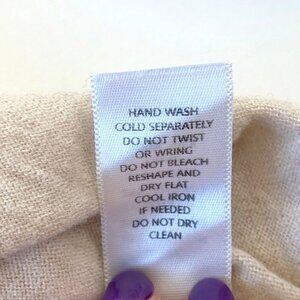 HAND WASH
COLD SEPARATELY
DO NOT TWIST
OR WRING
DO NOT BLEACH
RESHAPE AND
DRY FLAT
COOL IRON
IF NEEDED
DO NOT DRY
CLEAN